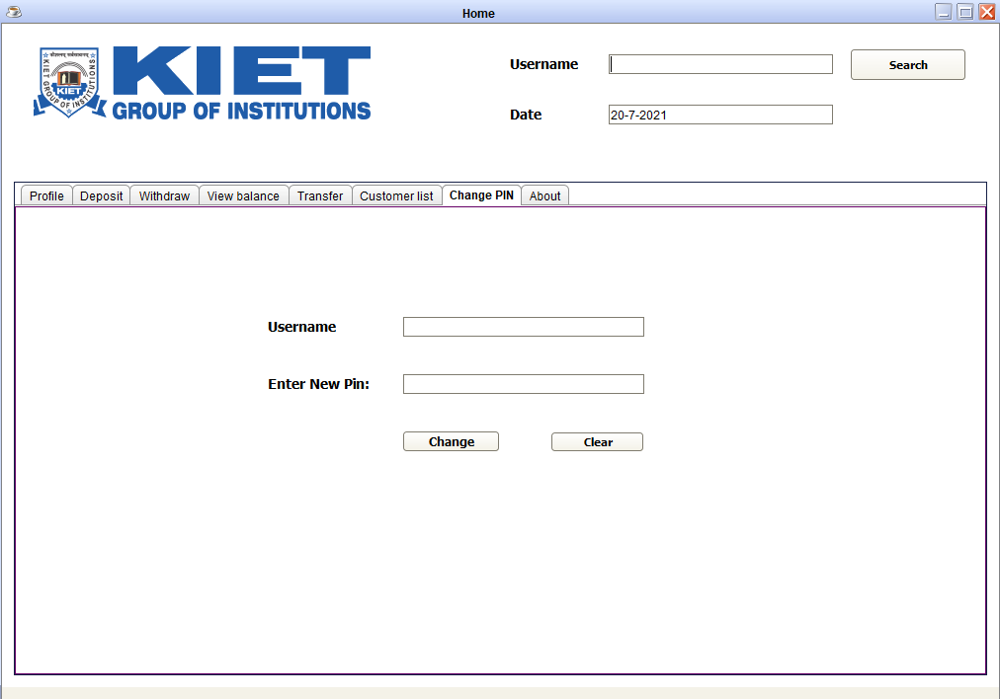 Home
KIET
GROUP OF INSTITUTIONS
KIET GROUP OF INSTITUTIONS
KIET
Username
Search
Date
20-7-2021
Profile Deposit Withdraw View balance Transfer Customer list Change PIN About
Username
Enter New Pin:
Change Clear